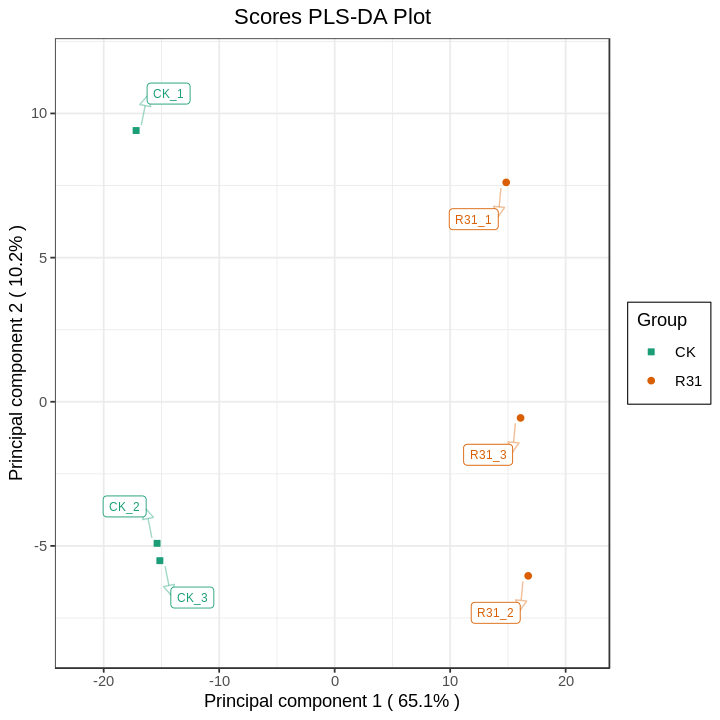 Scores PLS-DA Plot
CK_1
R31_1
R31_3
CK_2
CK_3
R31_2
10
5
0
-5
-20
-10
0
10
20
Principal component 1 ( 65.1% )
Principal component 2 ( 10.2% )
Group
CK
R31